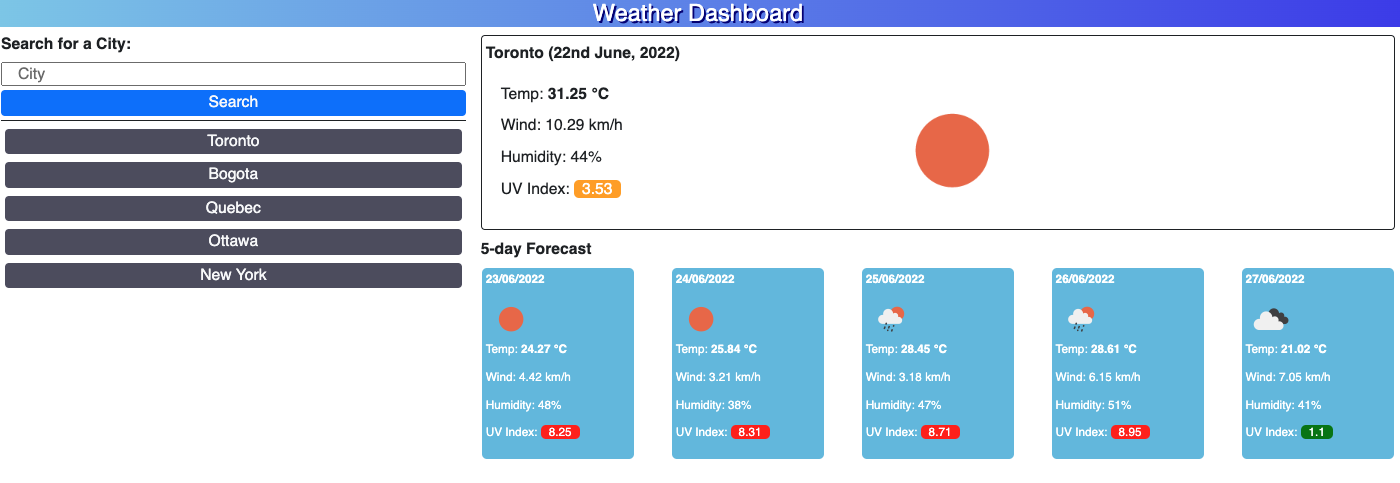 Weather Dashboard
Search for a City:
City
Search
Toronto
Bogota
Quebec
Ottawa
New York
Toronto (22nd June, 2022)
Temp: 31.25 °C
Wind: 10.29 km/h
Humidity: 44%
UV Index: 3.53
5-day Forecast
23/06/2022
Temp: 24.27 °C
Wind: 4.42 km/h
Humidity: 48%
UV Index: 8.25
24/06/2022
Temp: 25.84 °C
Wind: 3.21 km/h
Humidity: 38%
UV Index: 8.31
25/06/2022
Temp: 28.45 °C
Wind: 3.18 km/h
Humidity: 47%
UV Index: 8.71
26/06/2022
Temp: 28.61 °C
Wind: 6.15 km/h
Humidity: 51%
UV Index: 8.95
27/06/2022
Temp: 21.02 °C
Wind: 7.05 km/h
Humidity: 41%
UV Index: 1.1